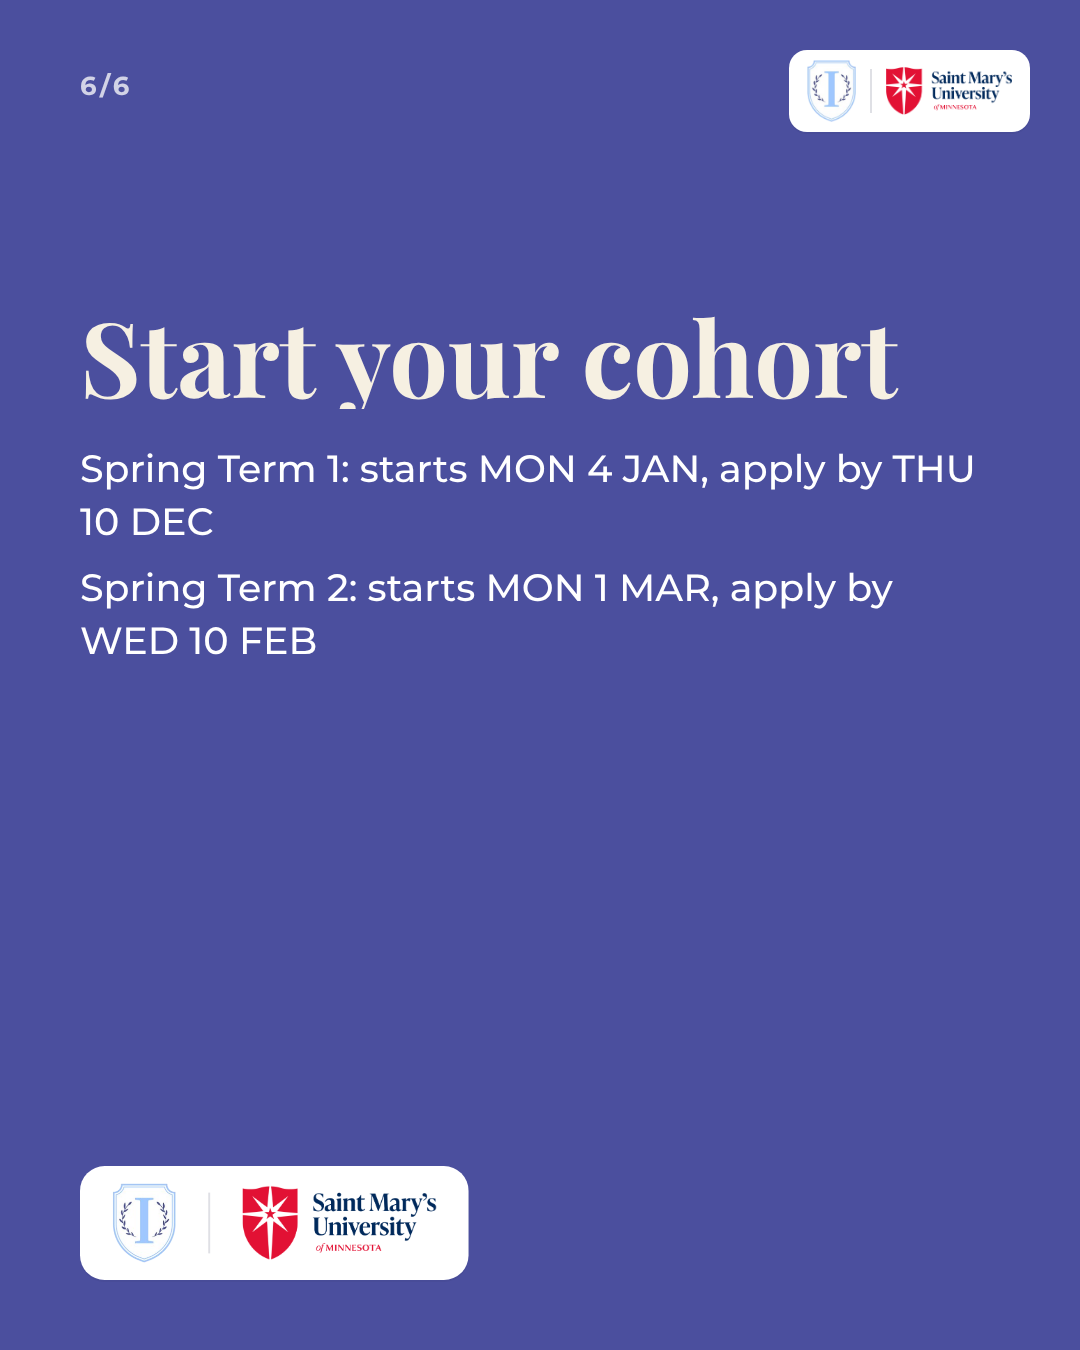 6/6
I
Saint Mary's
University
of MINNESOTA
Start your cohort
Spring Term 1: starts MON 4 JAN, apply by THU
10 DEC
Spring Term 2: starts MON 1 MAR, apply by
WED 10 FEB
I
Saint Mary's
University
of MINNESOTA